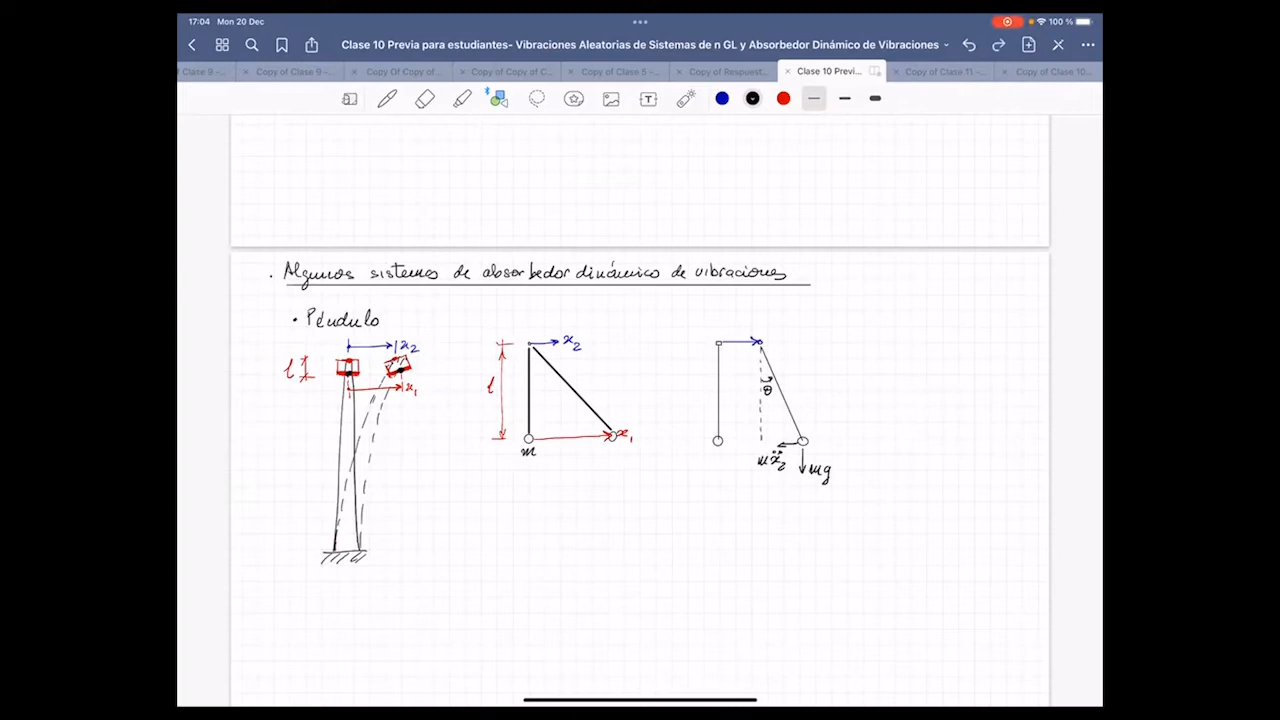 17:04 Mon 20 Dec
100 %
Clase 10 Previa para estudiantes- Vibraciones Aleatorias de Sistemas de n GL y Absorbedor Dinámico de Vibraciones
Clase 9 -... Copy of Clase 9 -... Copy Of Copy of... Copy of Copy of C... Copy of Clase 5 -... Copy of Respuest... Clase 10 Previ... Copy of Clase 11 -... Copy of Clase 10...
T
. Algunos sistemas de absorbedor dinámico de vibraciones
• Péndulo
x2
l
x1
x2
l
x1
m
θ
mẍ2
mg